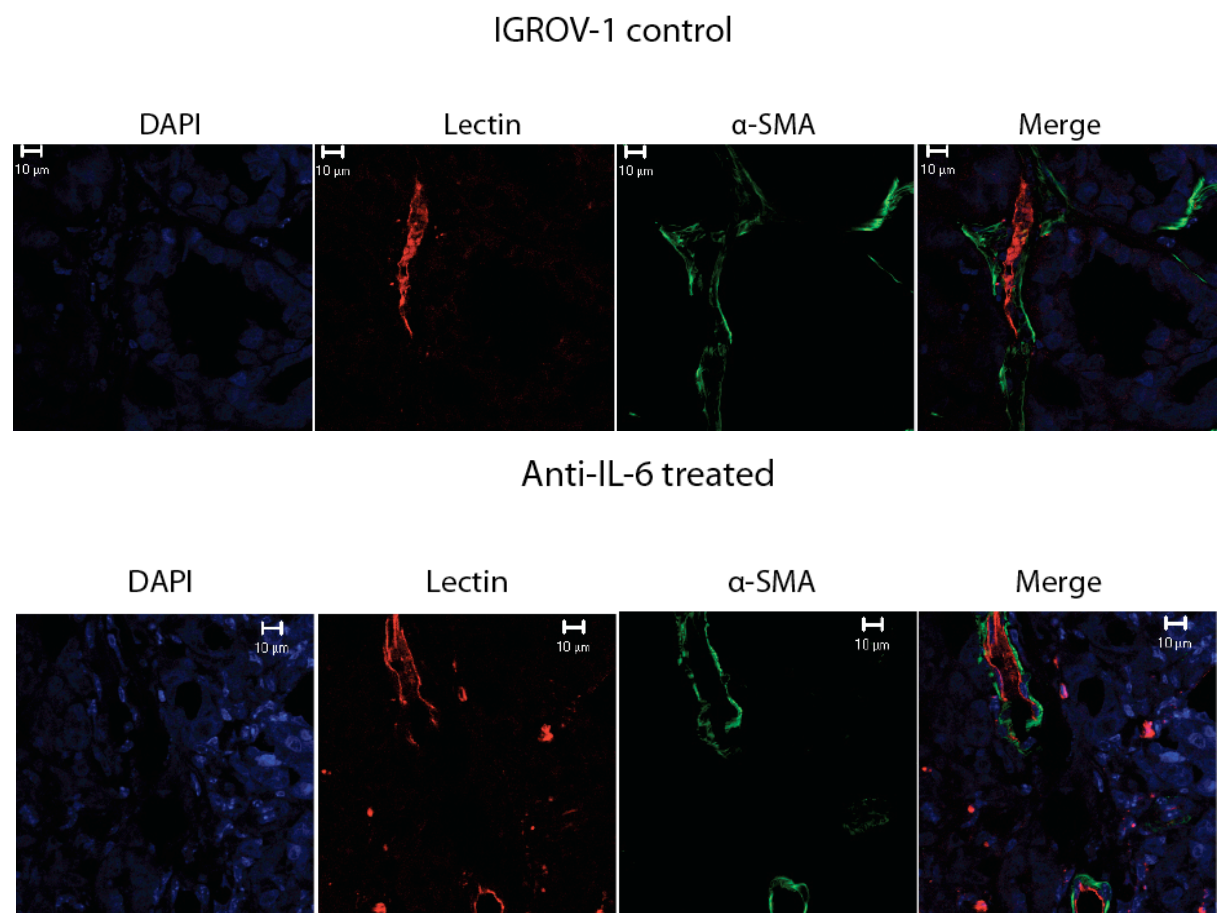 IGROV-1 control
DAPI Lectin α-SMA Merge
10 µm 10 µm 10 µm 10 µm
Anti-IL-6 treated
DAPI Lectin α-SMA Merge
10 µm 10 µm 10 µm 10 µm